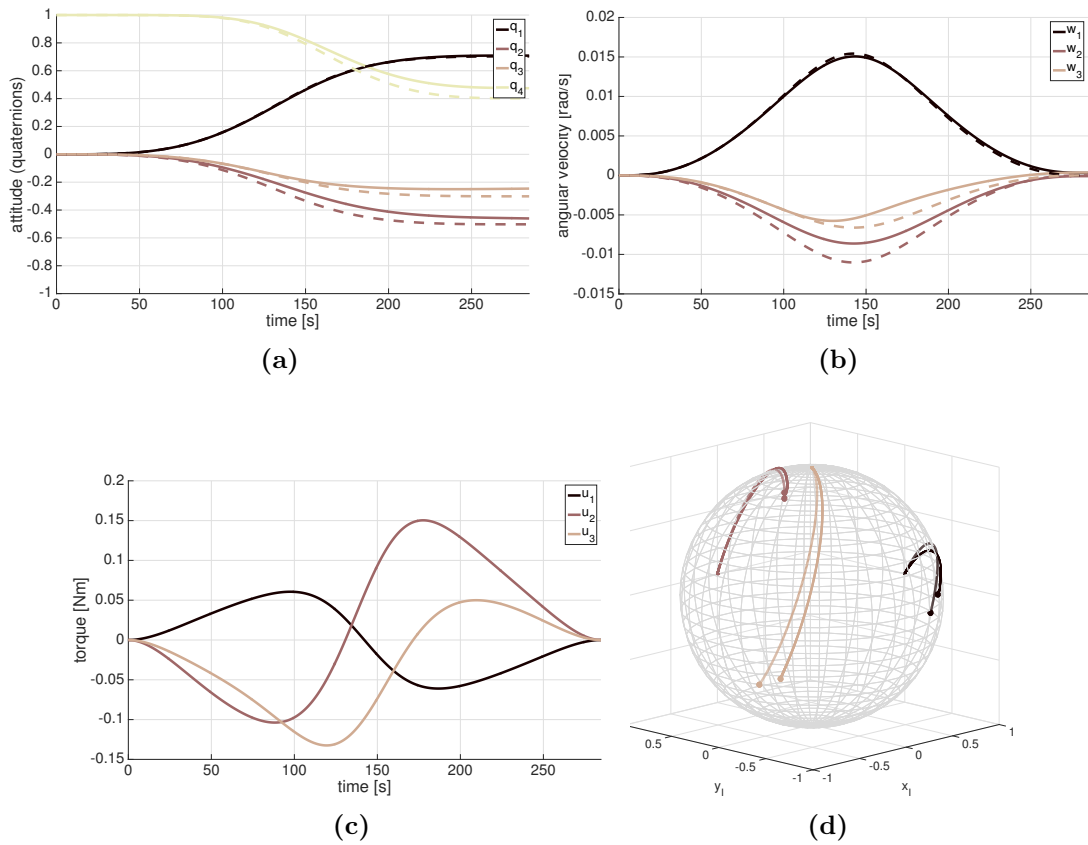 1
0.8
0.6
0.4
0.2
0
-0.2
-0.4
-0.6
-0.8
-1
attitude (quaternions)
0 50 100 150 200 250
time [s]
q1
q2
q3
q4
(a)
0.02
0.015
0.01
0.005
0
-0.005
-0.01
-0.015
angular velocity [rad/s]
0 50 100 150 200 250
time [s]
w1
w2
w3
(b)
0.2
0.15
0.1
0.05
0
-0.05
-0.1
-0.15
torque [Nm]
0 50 100 150 200 250
time [s]
u1
u2
u3
(c)
0.5 0 -0.5 -1
yI
-1 -0.5 0 0.5 1
xI
(d)